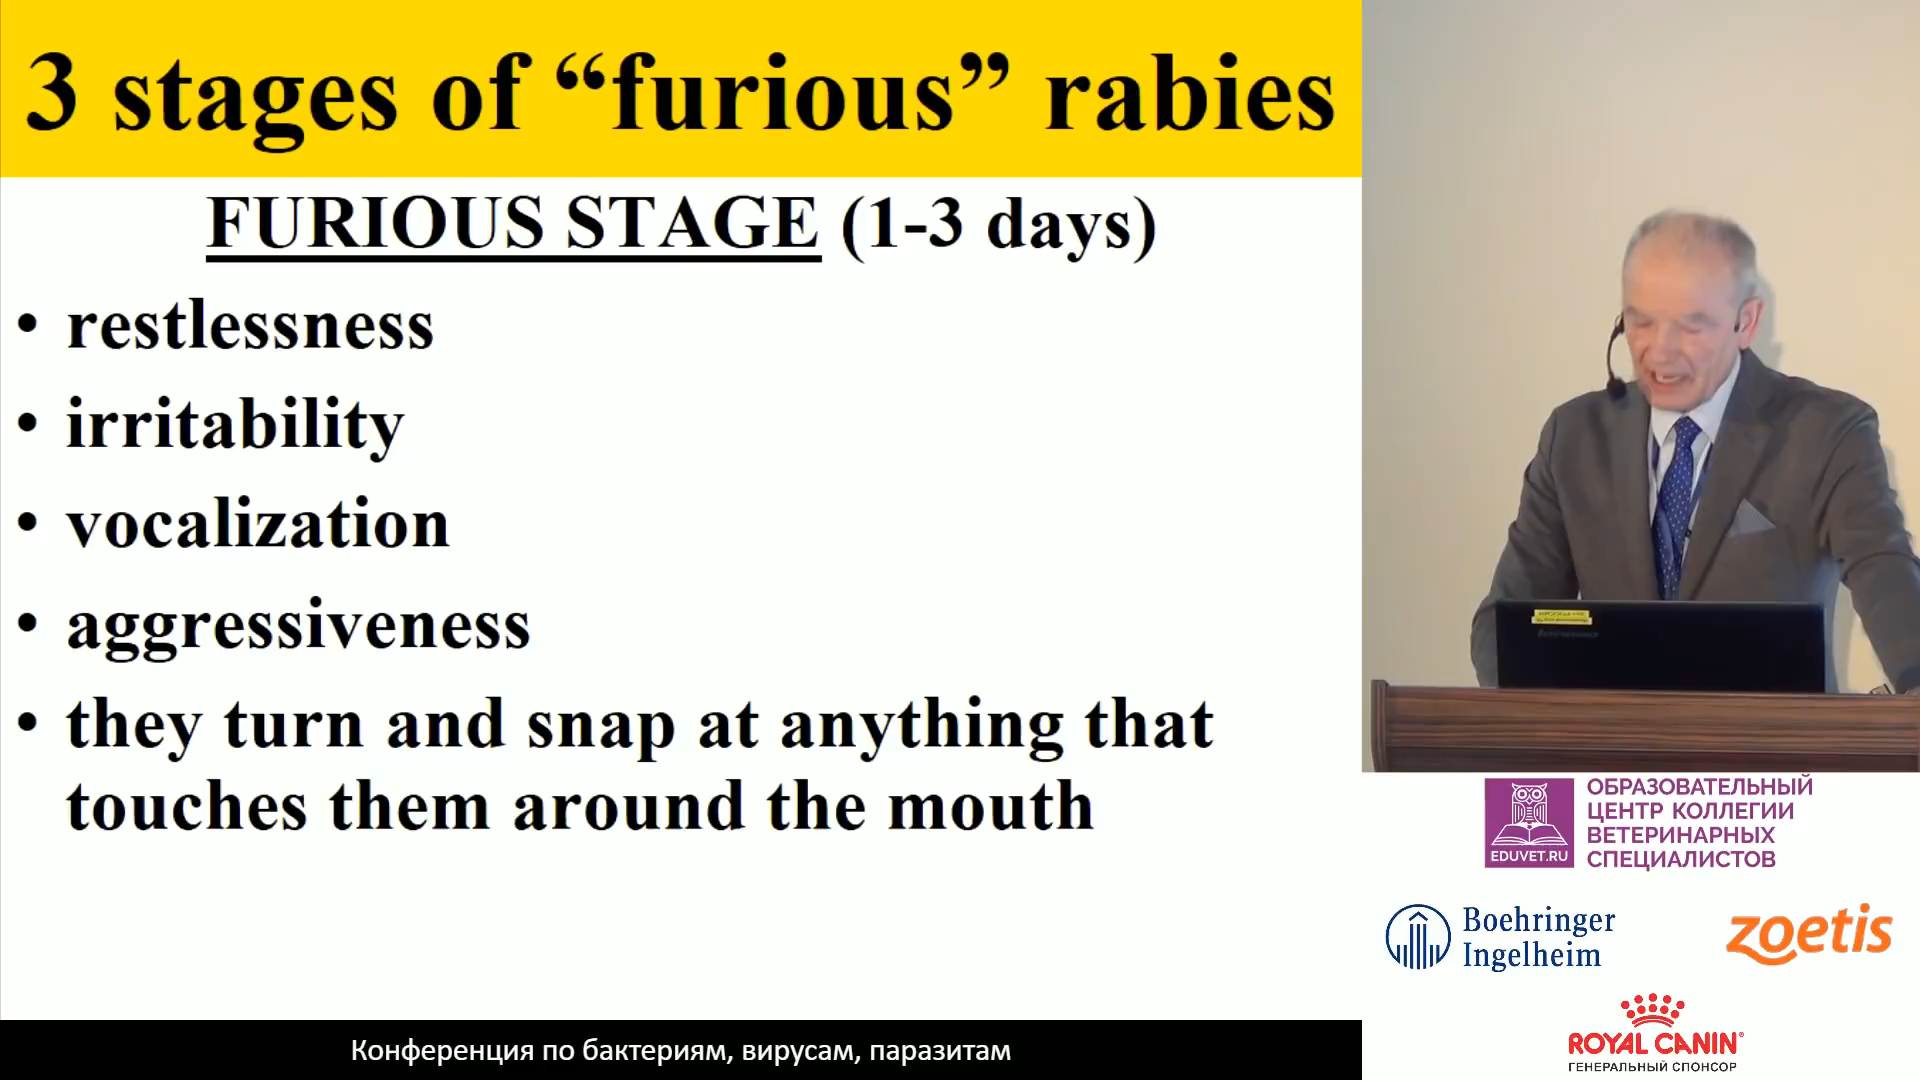 3 stages of “furious” rabies
FURIOUS STAGE (1-3 days)
• restlessness
• irritability
• vocalization
• aggressiveness
• they turn and snap at anything that
touches them around the mouth
ОБРАЗОВАТЕЛЬНЫЙ
ЦЕНТР КОЛЛЕГИИ
ВЕТЕРИНАРНЫХ
СПЕЦИАЛИСТОВ
EDUVET.RU
Boehringer
Ingelheim
zoetis
ROYAL CANIN
ГЕНЕРАЛЬНЫЙ СПОНСОР
Конференция по бактериям, вирусам, паразитам